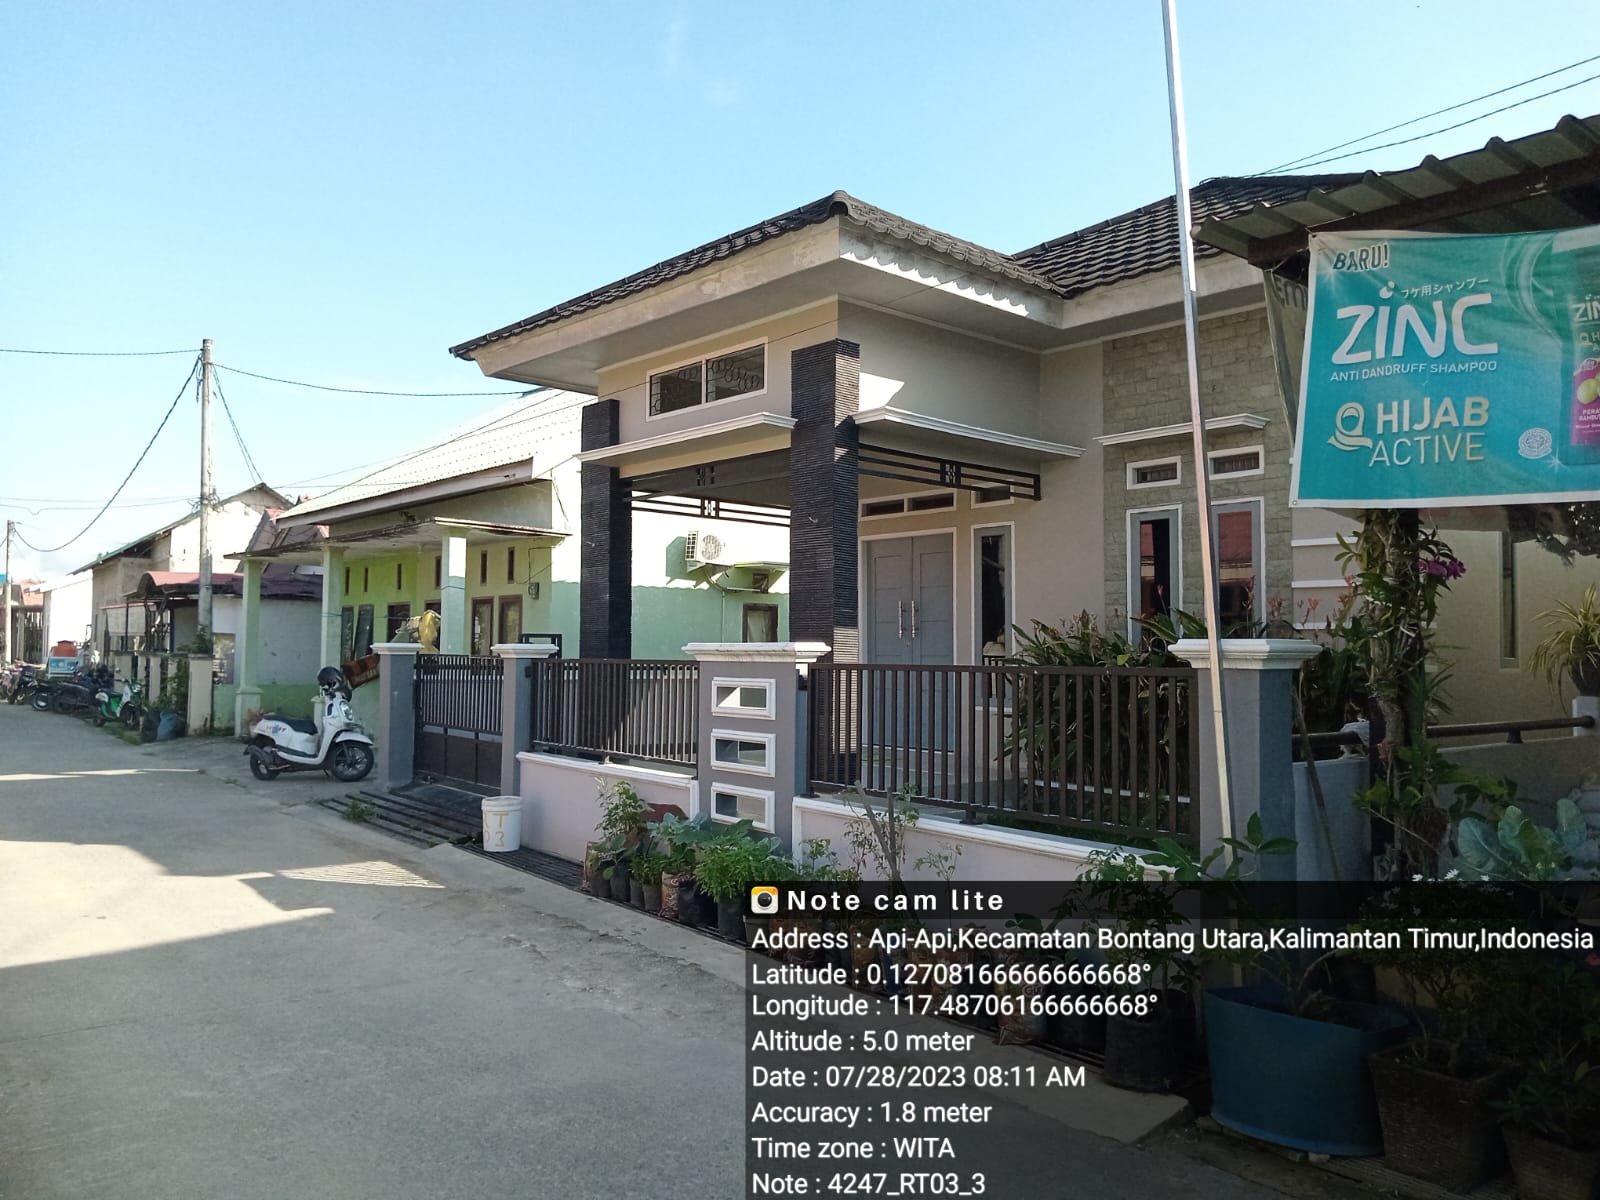 BARU!
フケ用シャンプー
ZINC
ANTI DANDRUFF SHAMPOO
HIJAB
ACTIVE
T
3
Note cam lite
Address : Api-Api,Kecamatan Bontang Utara,Kalimantan Timur,Indonesia
Latitude : 0.12708166666666668°
Longitude : 117.48706166666668°
Altitude : 5.0 meter
Date : 07/28/2023 08:11 AM
Accuracy : 1.8 meter
Time zone : WITA
Note : 4247_RT03_3